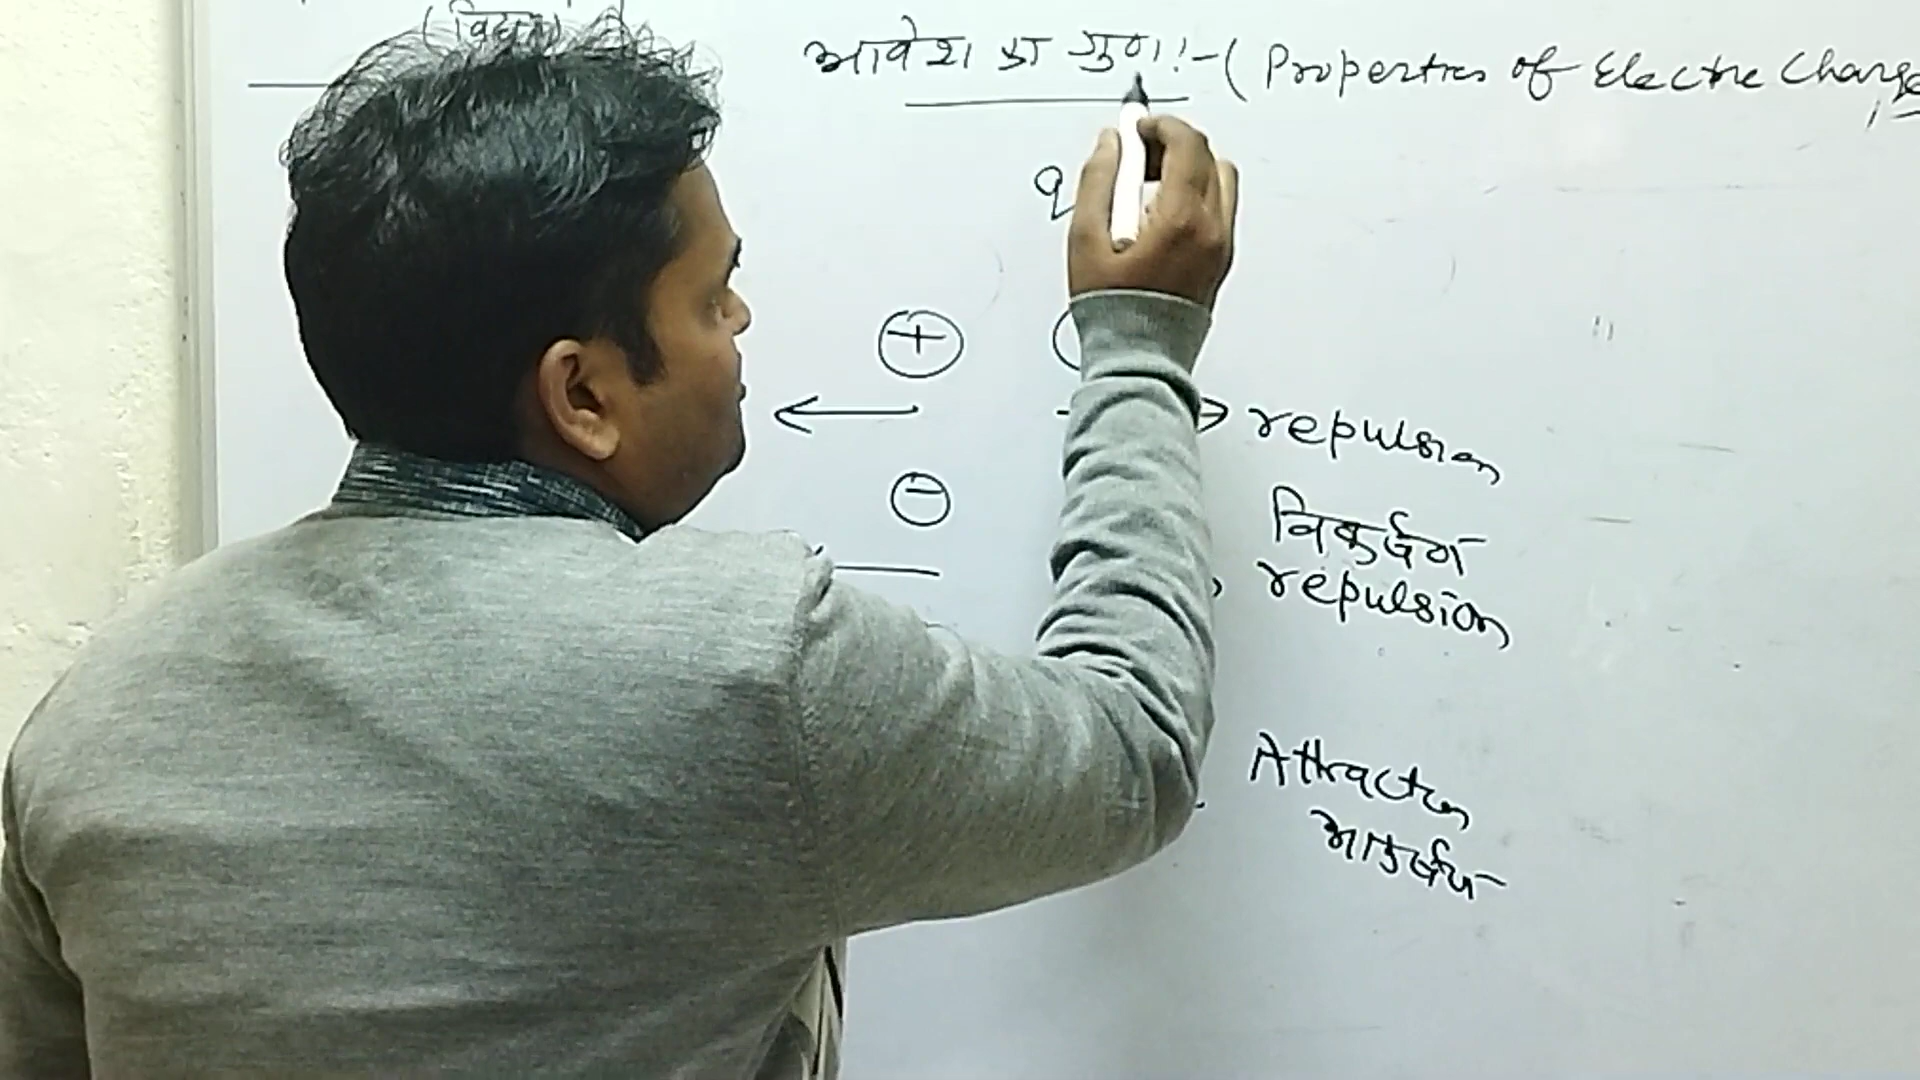 (विद्युत)
आवेश का गुण :- ( Properties of Electric Charge
q
+
repulsion
−
विकर्षण
repulsion
Attraction
आकर्षण